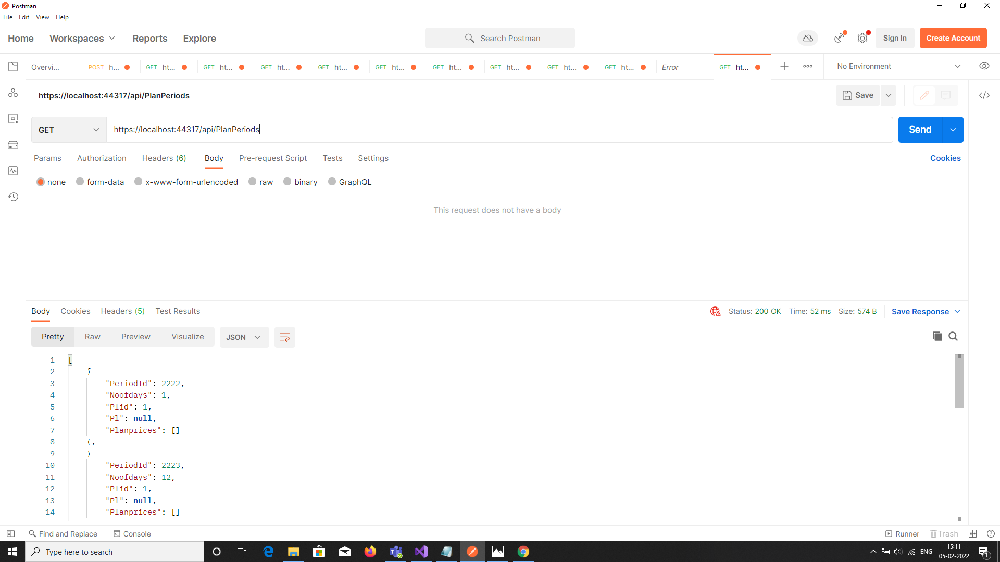 Postman
File Edit View Help
Home Workspaces Reports Explore Search Postman Sign In Create Account
Overvi... POST h... GET ht... GET ht... GET ht... GET ht... GET ht... GET ht... GET ht... GET ht... GET ht... Error GET ht... No Environment
https://localhost:44317/api/PlanPeriods Save
GET https://localhost:44317/api/PlanPeriods Send
Params Authorization Headers (6) Body Pre-request Script Tests Settings Cookies
none form-data x-www-form-urlencoded raw binary GraphQL
This request does not have a body
Body Cookies Headers (5) Test Results Status: 200 OK Time: 52 ms Size: 574 B Save Response
Pretty Raw Preview Visualize JSON
1 [
2 {
3 "PeriodId": 2222,
4 "Noofdays": 1,
5 "Plid": 1,
6 "Pl": null,
7 "Planprices": []
8 },
9 {
10 "PeriodId": 2223,
11 "Noofdays": 12,
12 "Plid": 1,
13 "Pl": null,
14 "Planprices": []
Find and Replace Console Runner Trash
Type here to search ENG 15:11
05-02-2022 1